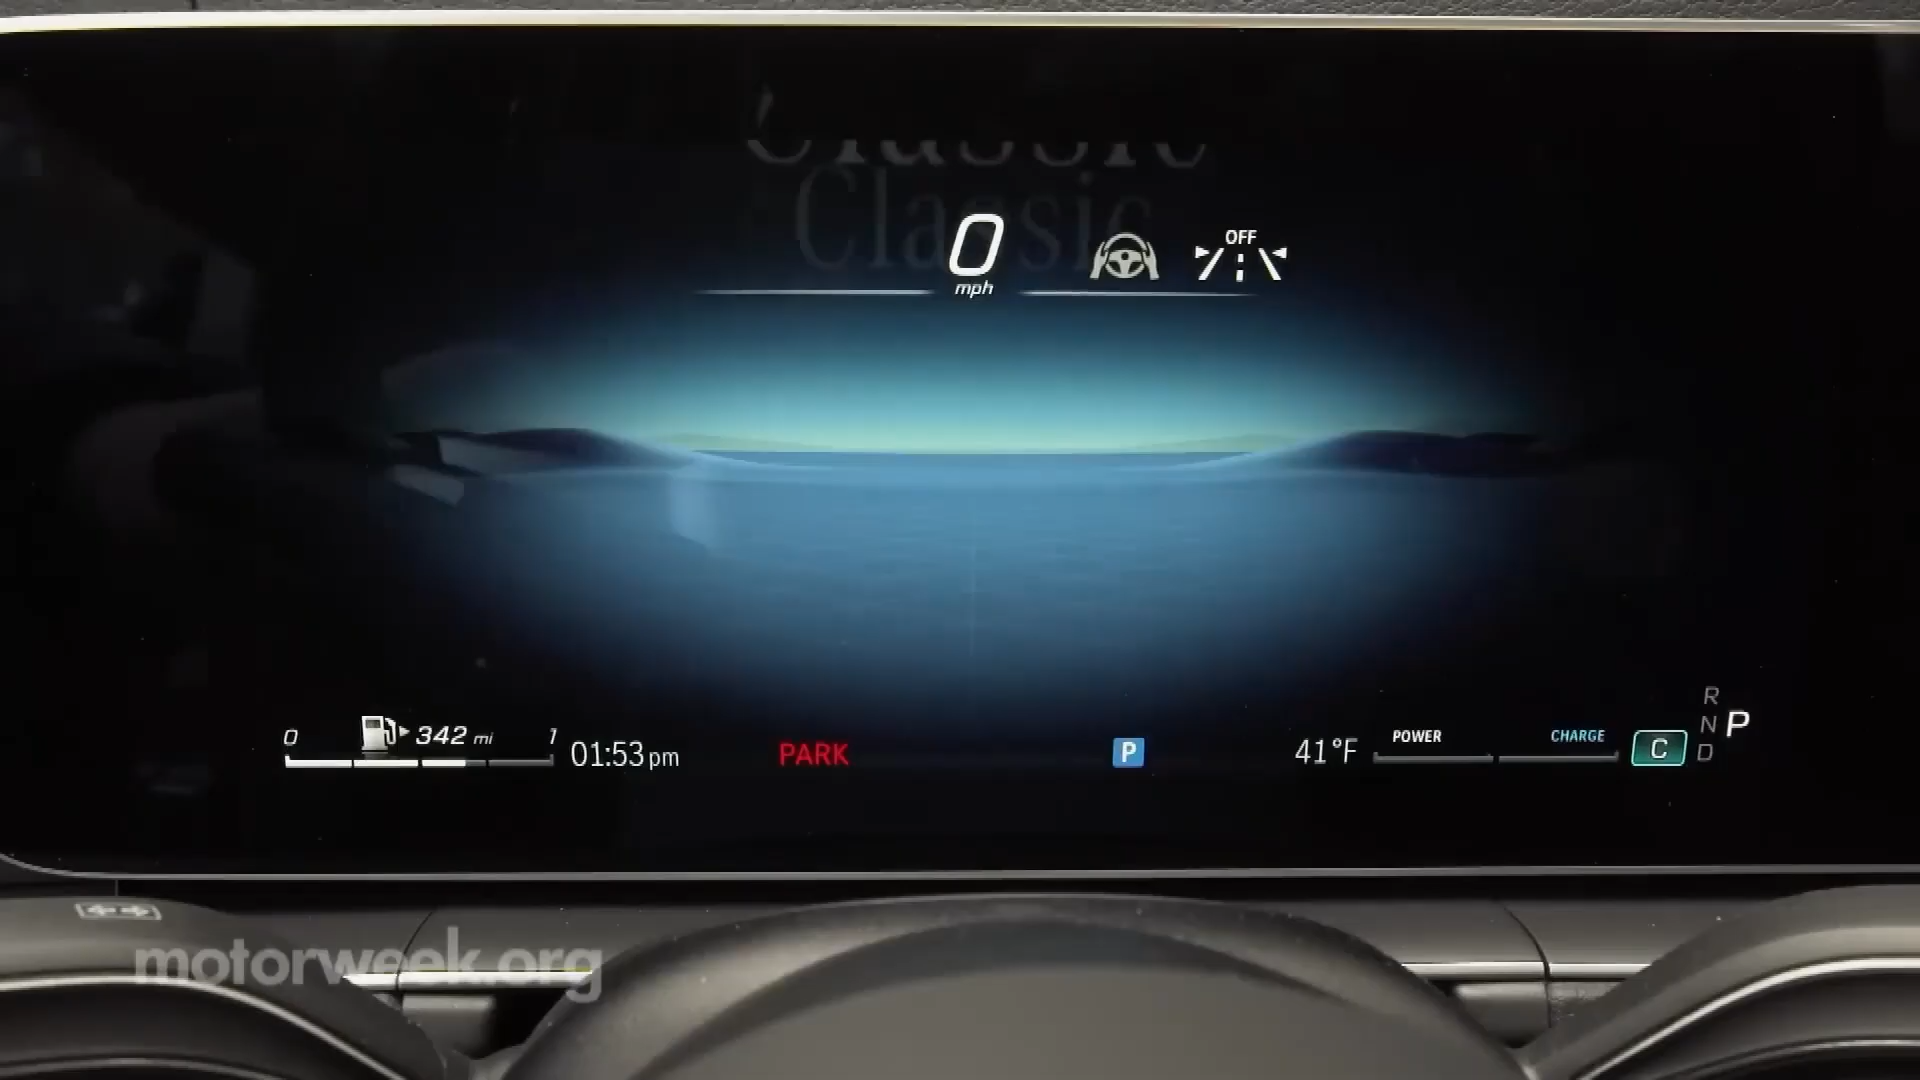 Classic
Classic
0
mph
OFF
0 342 mi 1
01:53 pm
PARK
P
41°F
POWER
CHARGE
C
R
N
D
P
motorweek.org